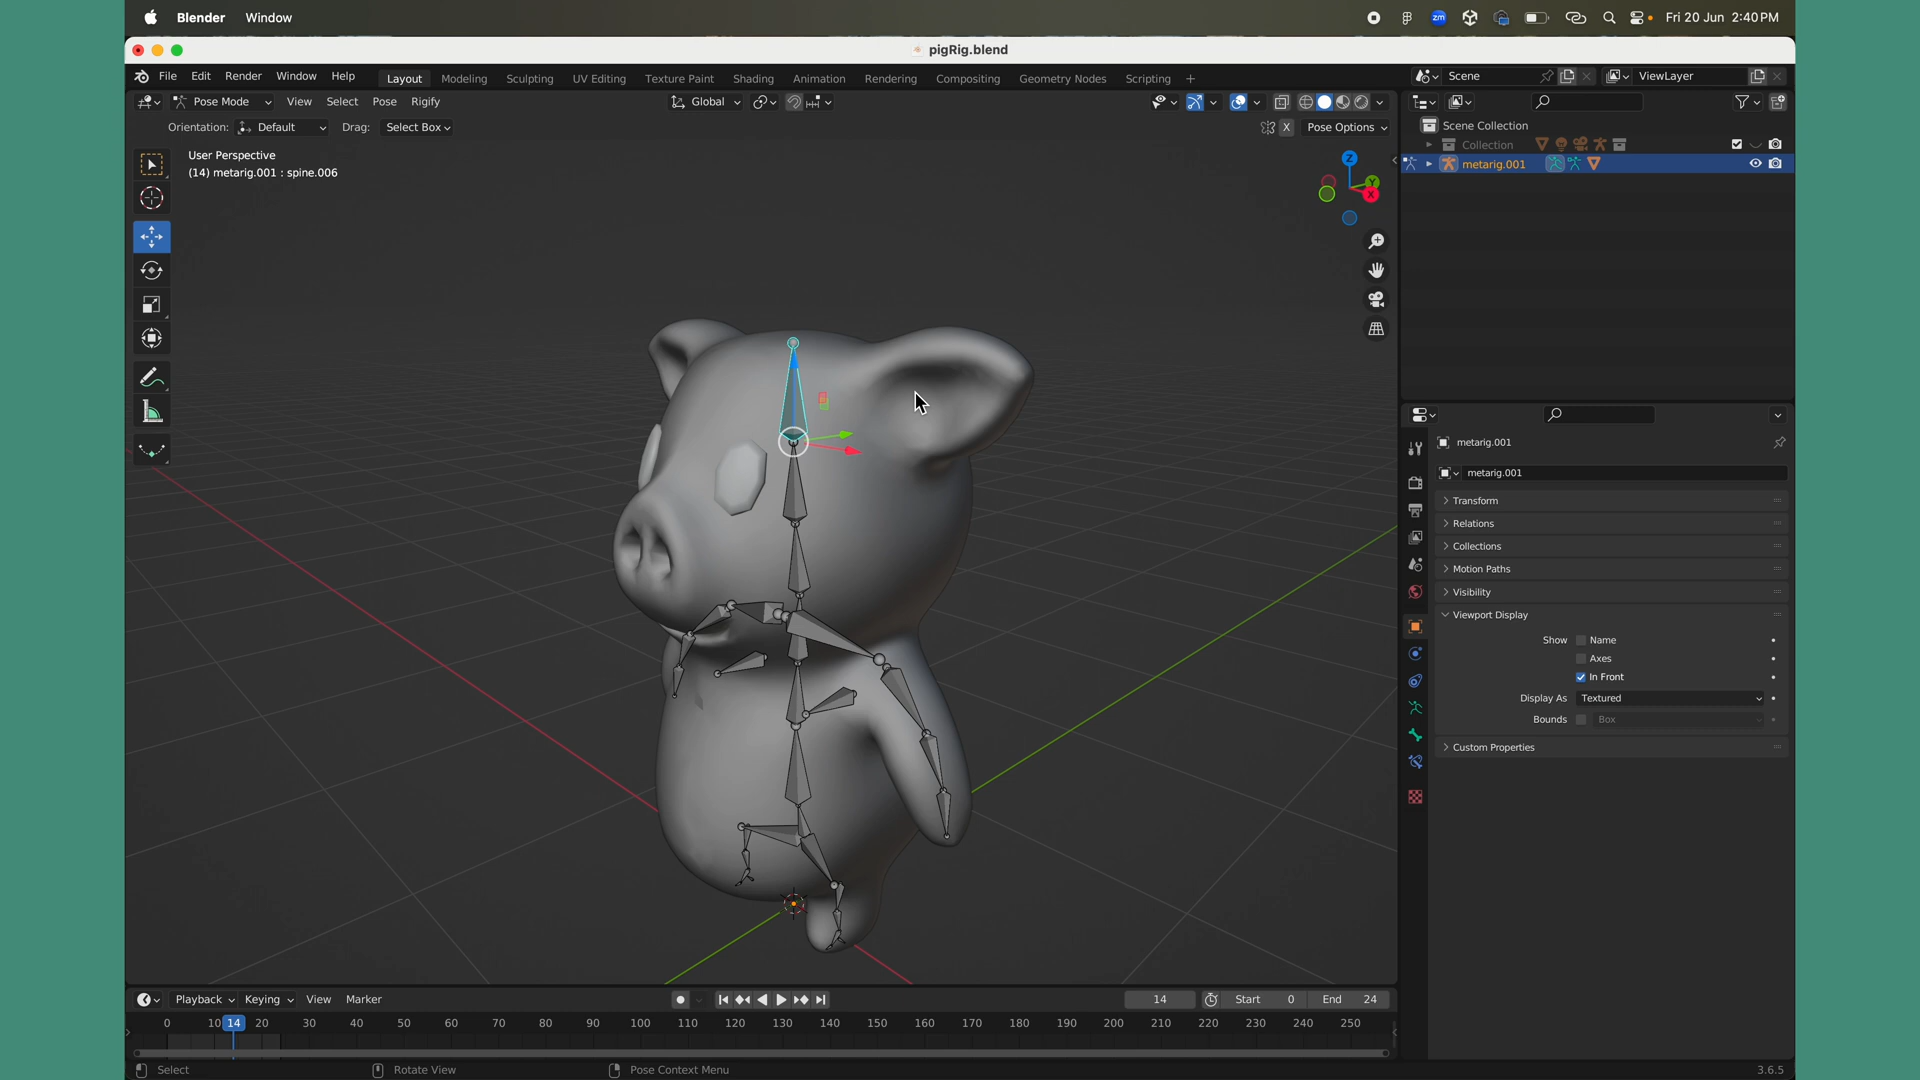 Blender Window
zm
Fri 20 Jun 2:40 PM
pigRig.blend
File Edit Render Window Help
Layout Modeling Sculpting UV Editing Texture Paint Shading Animation Rendering Compositing Geometry Nodes Scripting +
Scene
ViewLayer
Pose Mode View Select Pose Rigify
Global
Orientation: Default Drag: Select Box
X Pose Options
Scene Collection
Collection
metarig.001
User Perspective
(14) metarig.001 : spine.006
Z
Y
X
metarig.001
metarig.001
Transform
Relations
Collections
Motion Paths
Visibility
Viewport Display
Show Name
Axes
In Front
Display As Textured
Bounds Box
Custom Properties
Playback Keying View Marker
14
Start 0 End 24
0 10 14 20 30 40 50 60 70 80 90 100 110 120 130 140 150 160 170 180 190 200 210 220 230 240 250
Select
Rotate View
Pose Context Menu
3.6.5